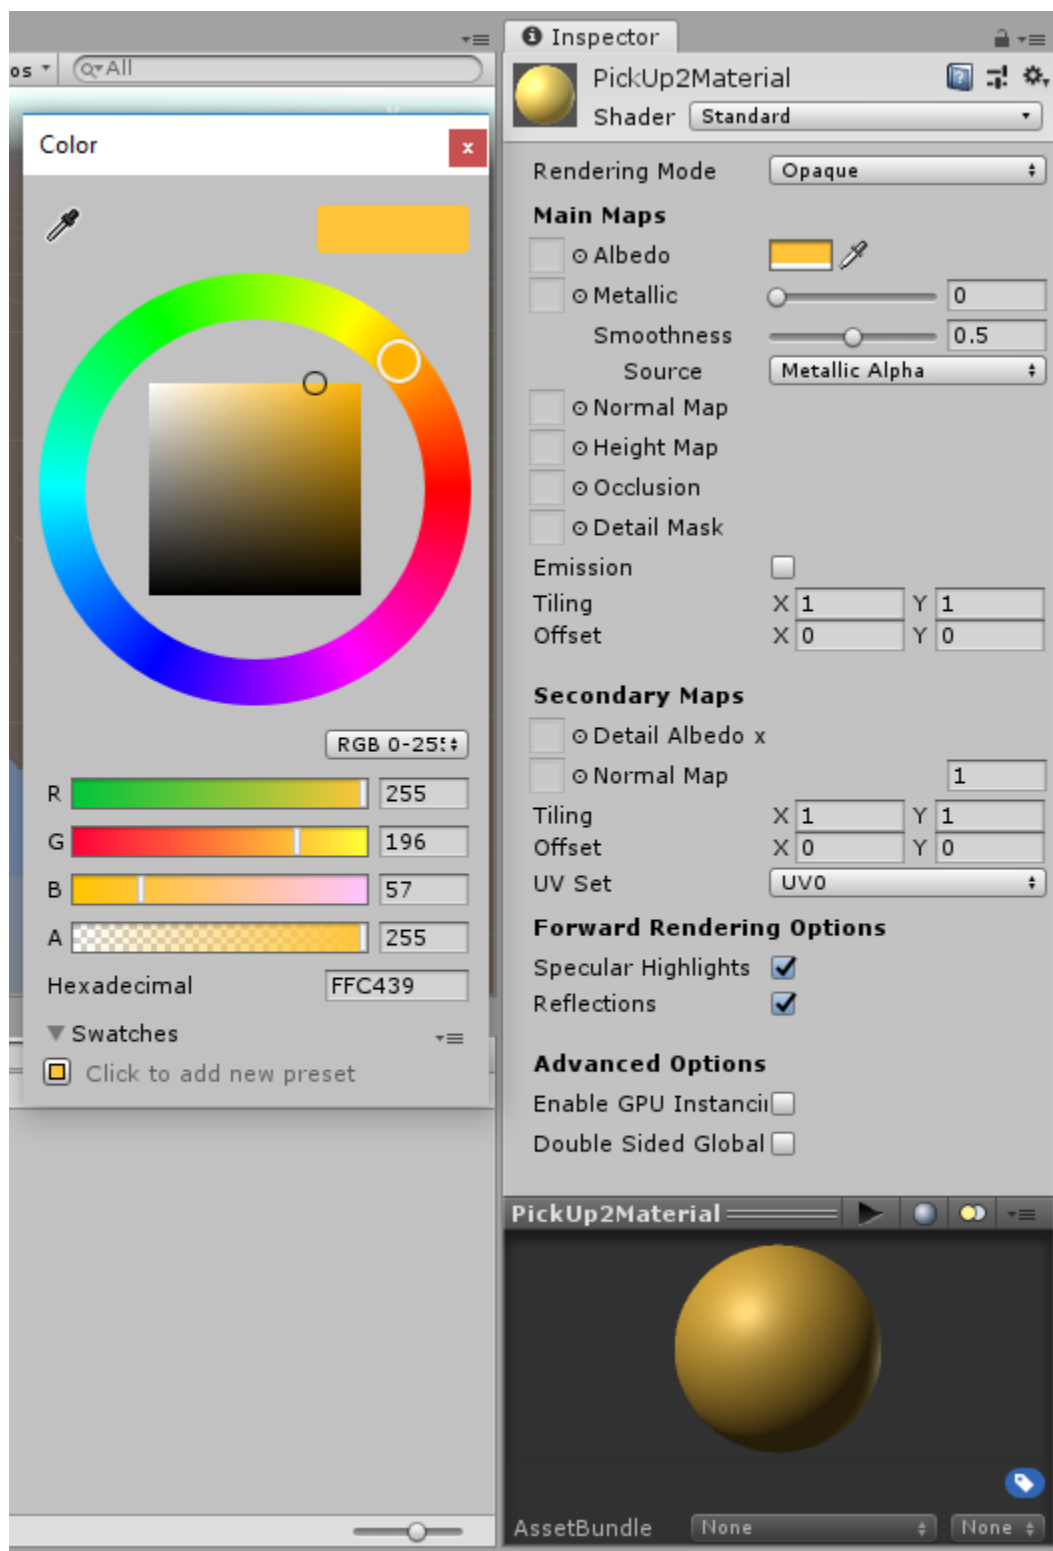 Inspector
os
All
PickUp2Material
Shader Standard
Color
x
Rendering Mode Opaque
Main Maps
Albedo
Metallic 0
Smoothness 0.5
Source Metallic Alpha
Normal Map
Height Map
Occlusion
Detail Mask
Emission
Tiling X 1 Y 1
Offset X 0 Y 0
Secondary Maps
Detail Albedo x
Normal Map 1
Tiling X 1 Y 1
Offset X 0 Y 0
UV Set UV0
Forward Rendering Options
Specular Highlights
Reflections
Advanced Options
Enable GPU Instancii
Double Sided Global
RGB 0-25
R 255
G 196
B 57
A 255
Hexadecimal FFC439
Swatches
Click to add new preset
PickUp2Material
AssetBundle None None